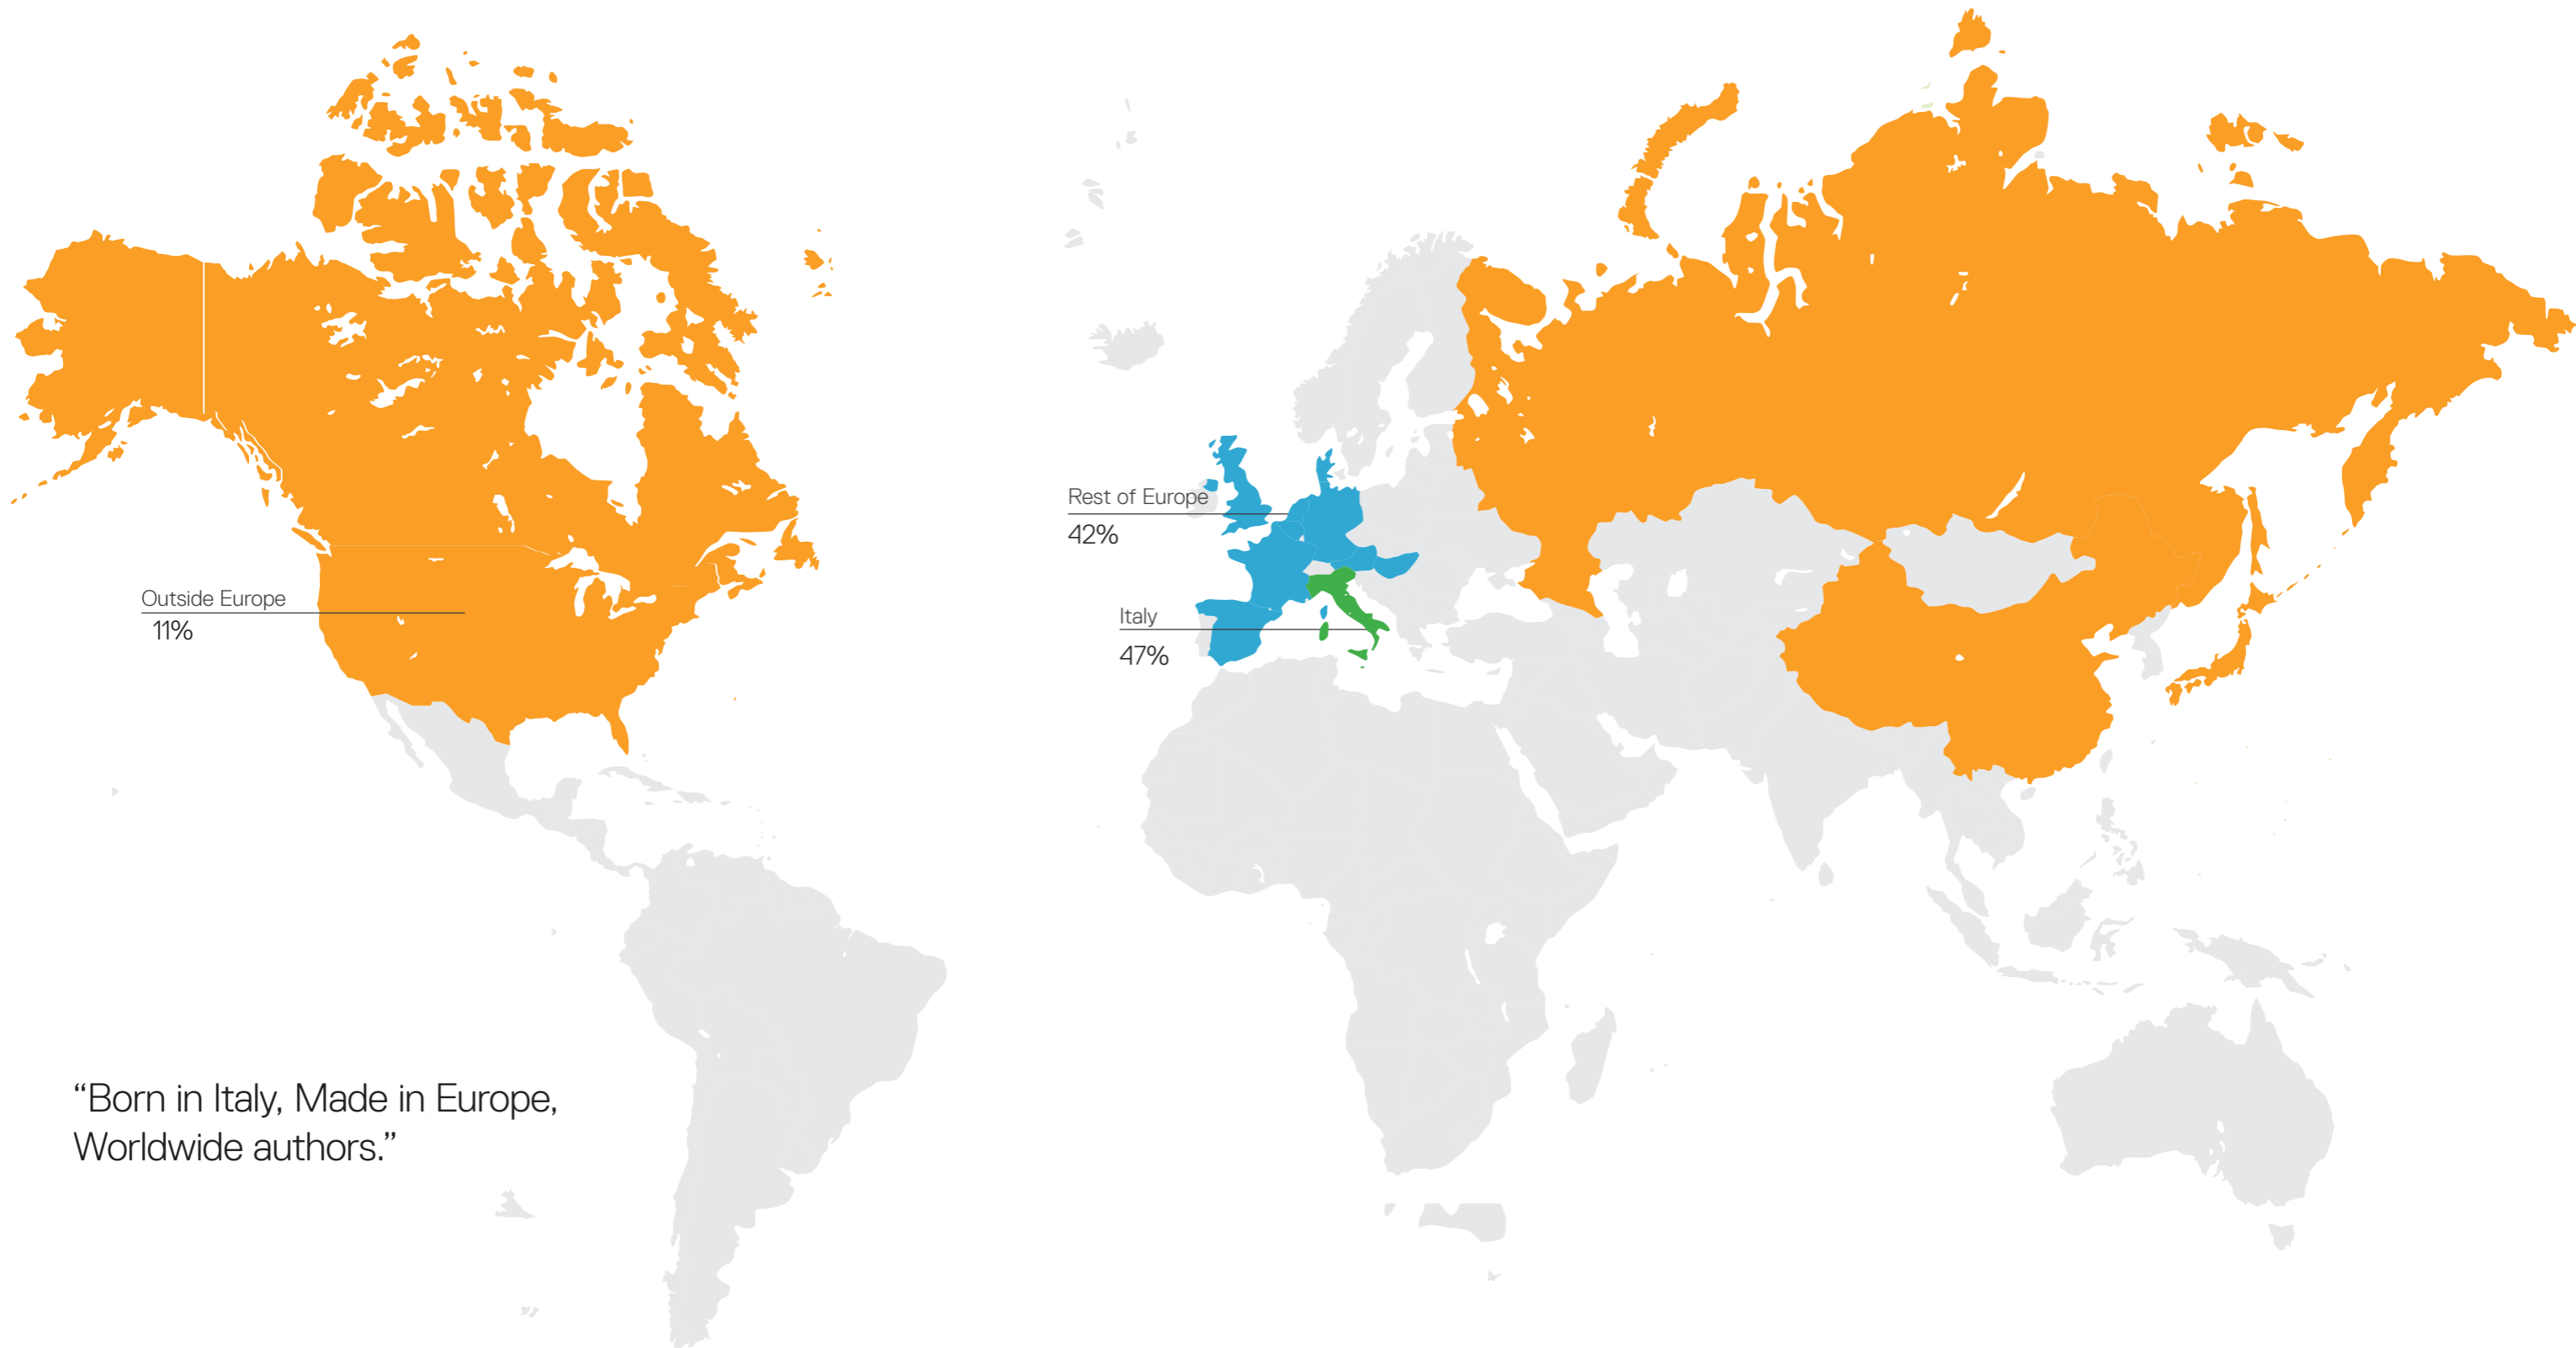 Rest of Europe
42%
Outside Europe
11%
Italy
47%
“Born in Italy, Made in Europe,
Worldwide authors.”